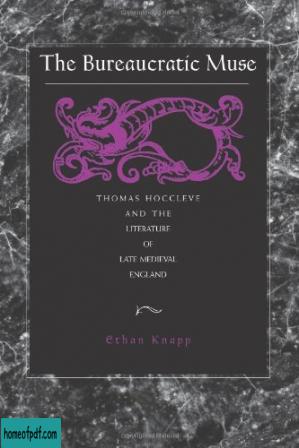 The Bureaucratic Muse
THOMAS HOCCLEVE
AND THE
LITERATURE
OF
LATE MEDIEVAL
ENGLAND
Ethan Knapp
homeofpdf.com